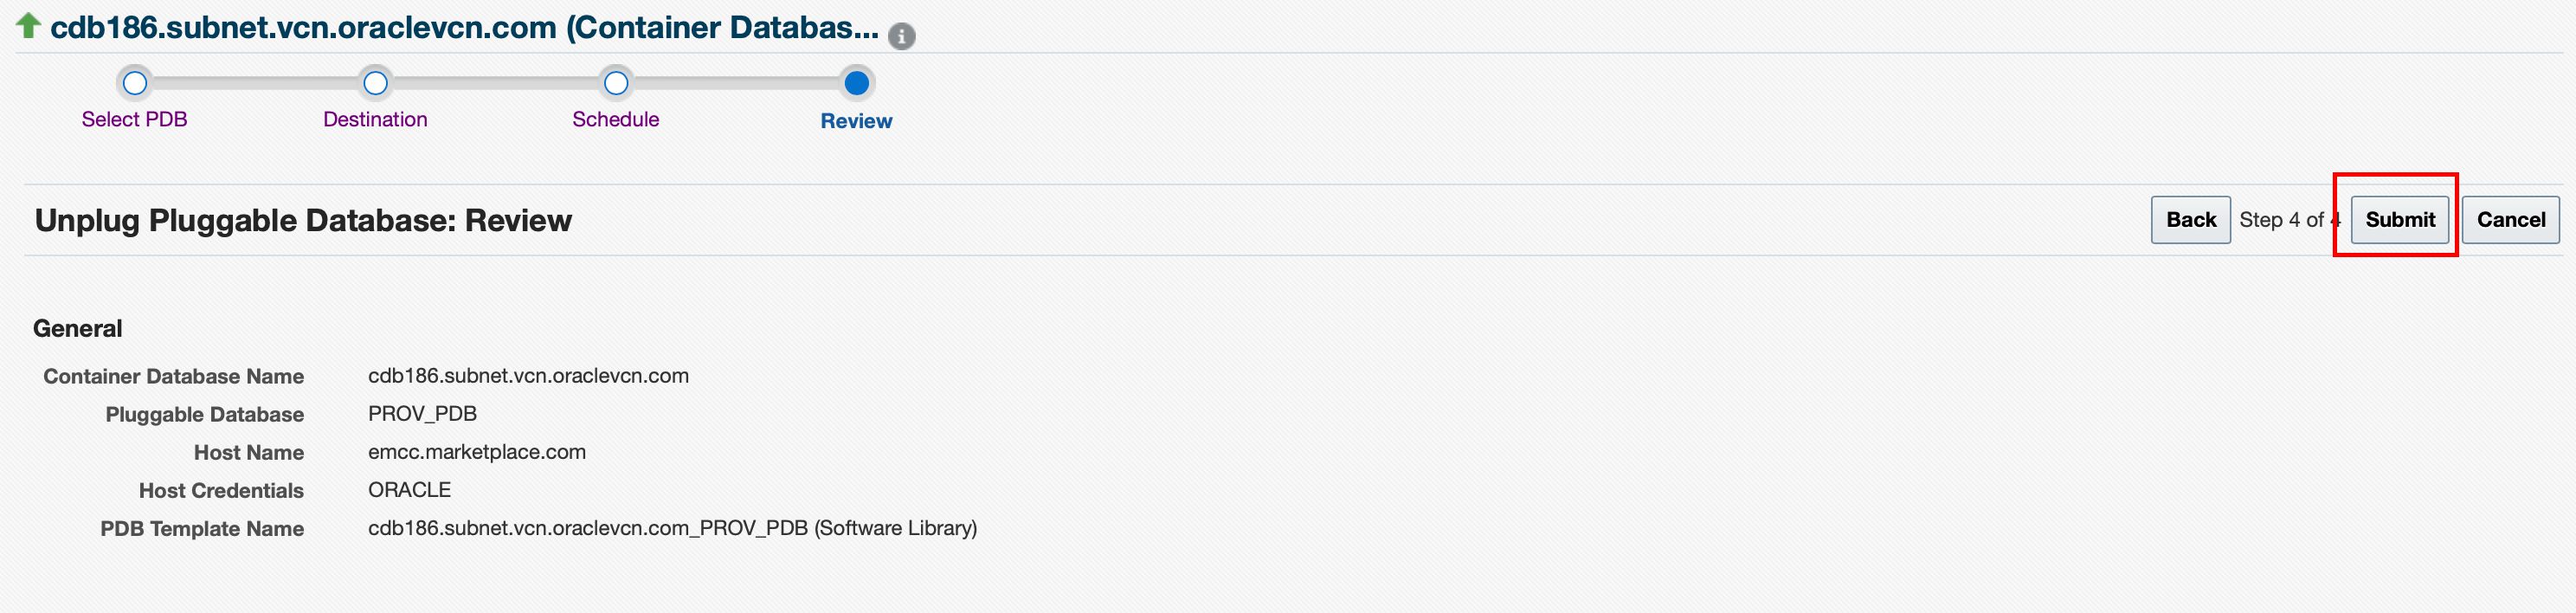 cdb186.subnet.vcn.oraclevcn.com (Container Databas... i
Select PDB Destination Schedule Review
Unplug Pluggable Database: Review Back Step 4 of 4 Submit Cancel
General
Container Database Name cdb186.subnet.vcn.oraclevcn.com
Pluggable Database PROV_PDB
Host Name emcc.marketplace.com
Host Credentials ORACLE
PDB Template Name cdb186.subnet.vcn.oraclevcn.com_PROV_PDB (Software Library)